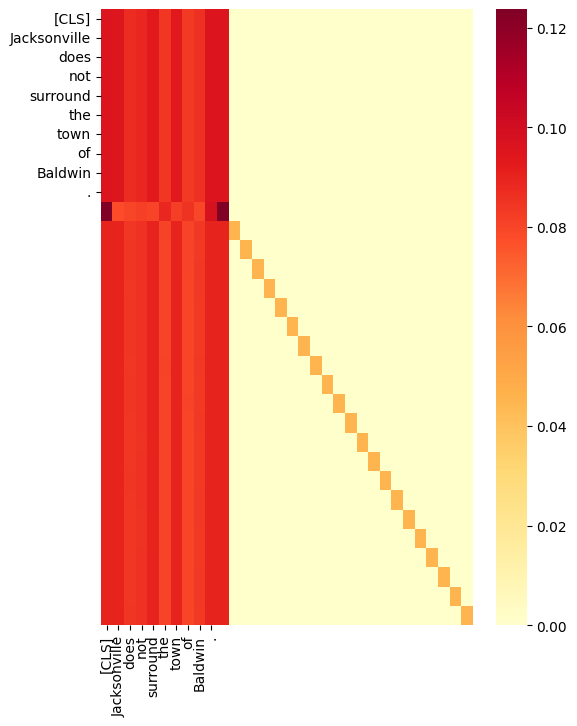 [CLS]
Jacksonville
does
not
surround
the
town
of
Baldwin
.
0.12
0.10
0.08
0.06
0.04
0.02
0.00
[CLS]
Jacksonville
does
not
surround
the
town
of
Baldwin
.